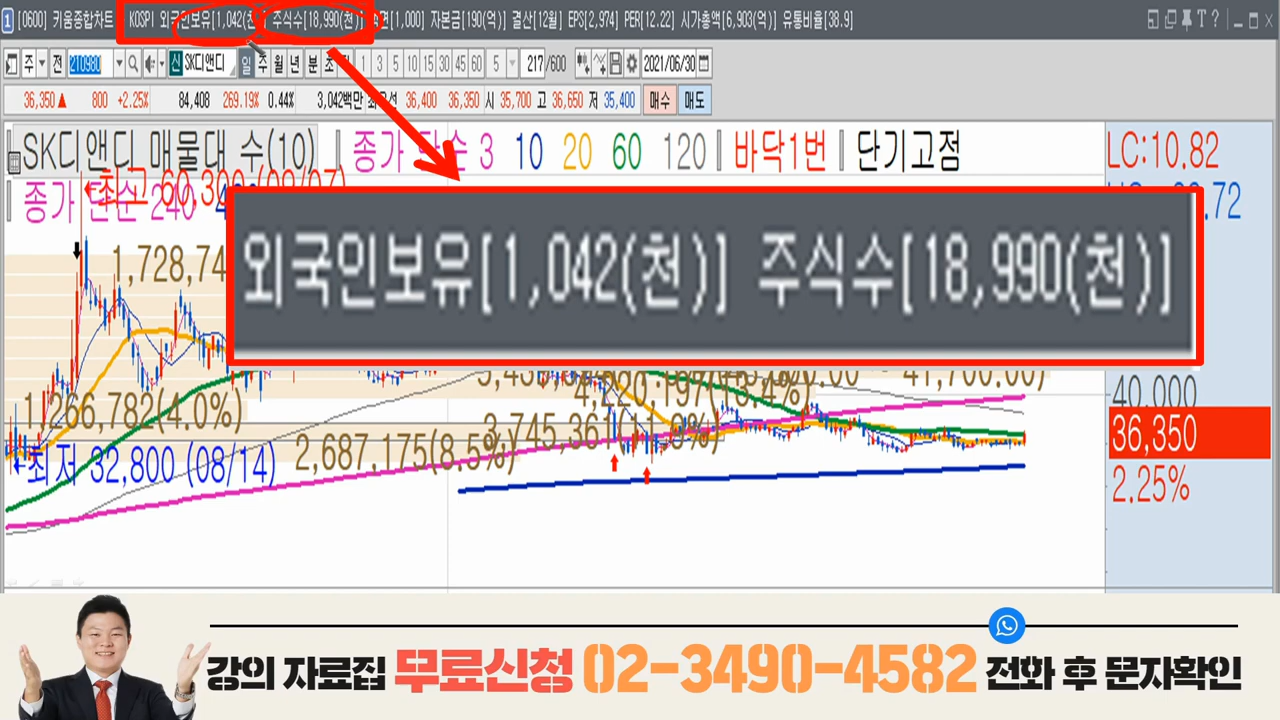 1 [0600] 키움종합차트 KOSPI 외국인보유[1,042(천)] 주식수[18,990(천)] [1,000] 자본금[190(억)] 결산[12월] EPS[2,974] PER[12.22] 시가총액[6,903(억)] 유통비율[38.9]
주 전 210980 신 SK디앤디 일 주 월 년 분 초 1 3 5 10 15 30 45 60 5 217/600 2021/06/30
36,350▲ 800 +2.25% 84,408 269.19% 0.44% 3,042백만 36,400 36,350 시 35,700 고 36,650 저 35,400 매수 매도
SK디앤디 매물대 수(10) 종가 단순 3 10 20 60 120 바닥1번 단기고점 LC:10.82
종가 단순 240
최고 60,300
1,728,74
외국인보유[1,042(천)] 주식수[18,990(천)]
40,000
1,266,782(4.0%)
36,350
←최저 32,800 (08/14) 2,687,175(8.5%)
2.25%
강의 자료집 무료신청 02-3490-4582 전화 후 문자확인